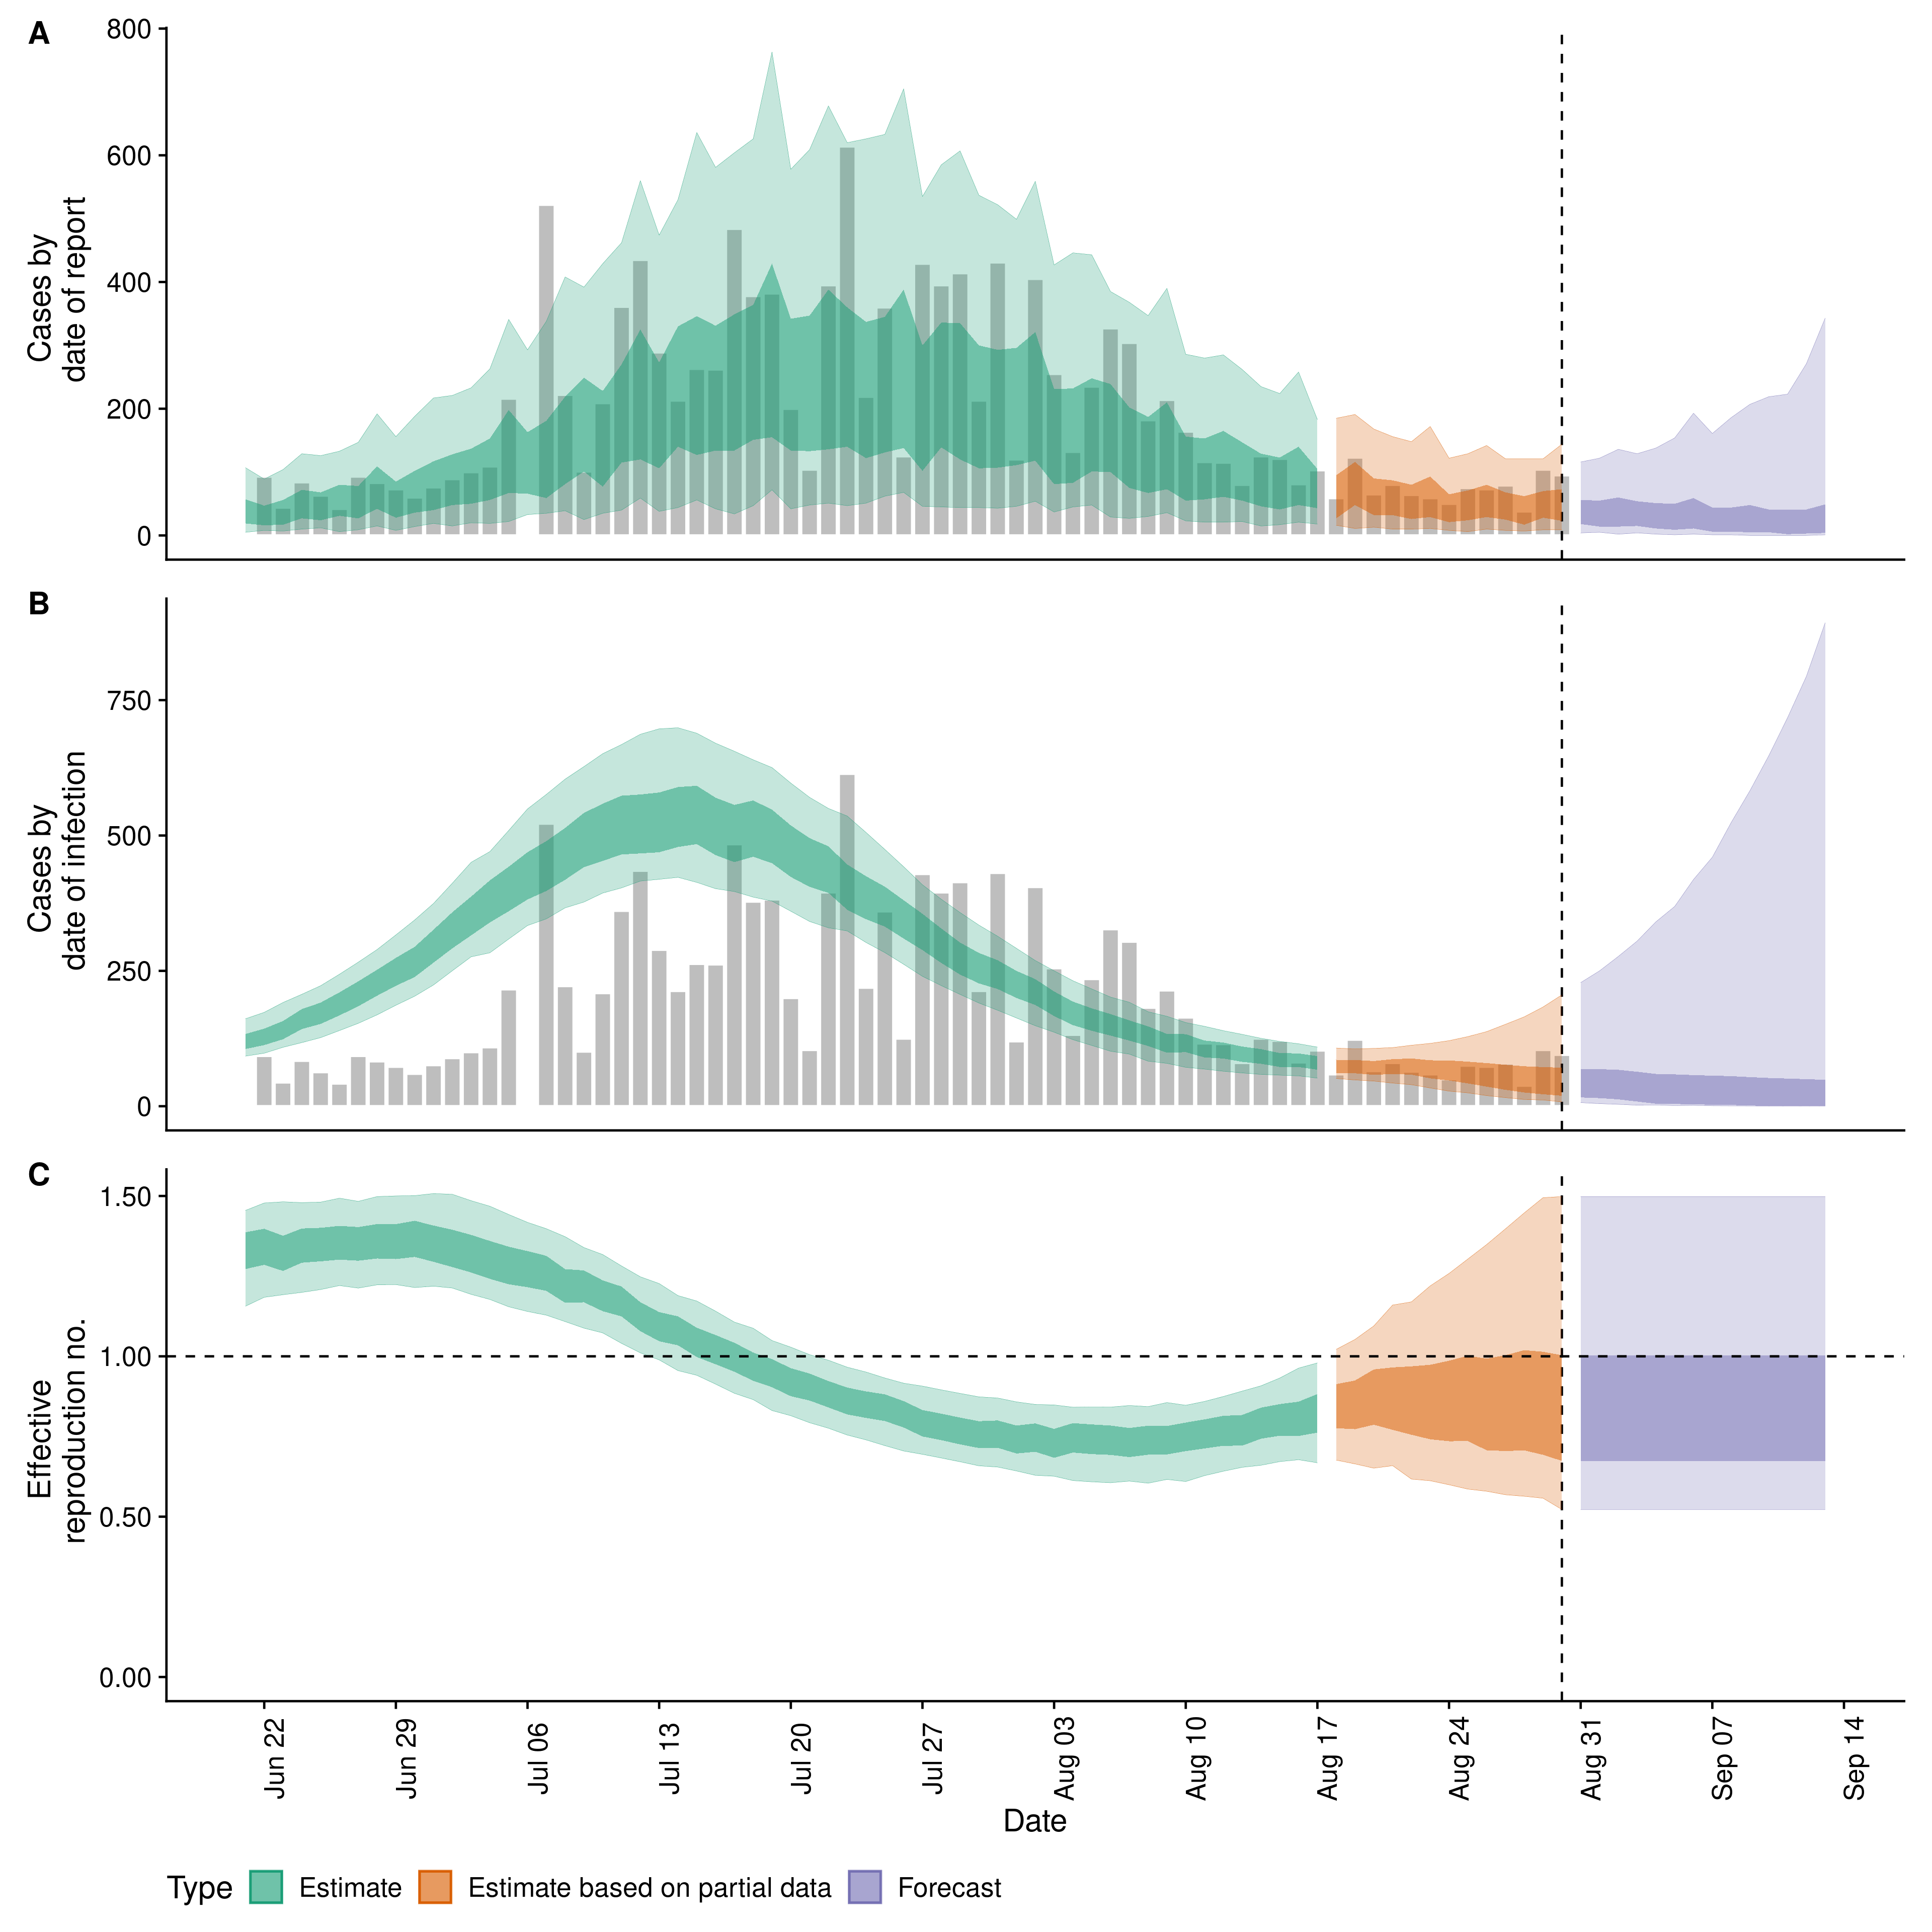 A
800
600
400
200
0
Cases by
date of report
B
750
500
250
0
Cases by
date of infection
C
1.50
1.00
0.50
0.00
Effective
reproduction no.
Jun 22
Jun 29
Jul 06
Jul 13
Jul 20
Jul 27
Aug 03
Aug 10
Aug 17
Aug 24
Aug 31
Sep 07
Sep 14
Date
Type Estimate Estimate based on partial data Forecast